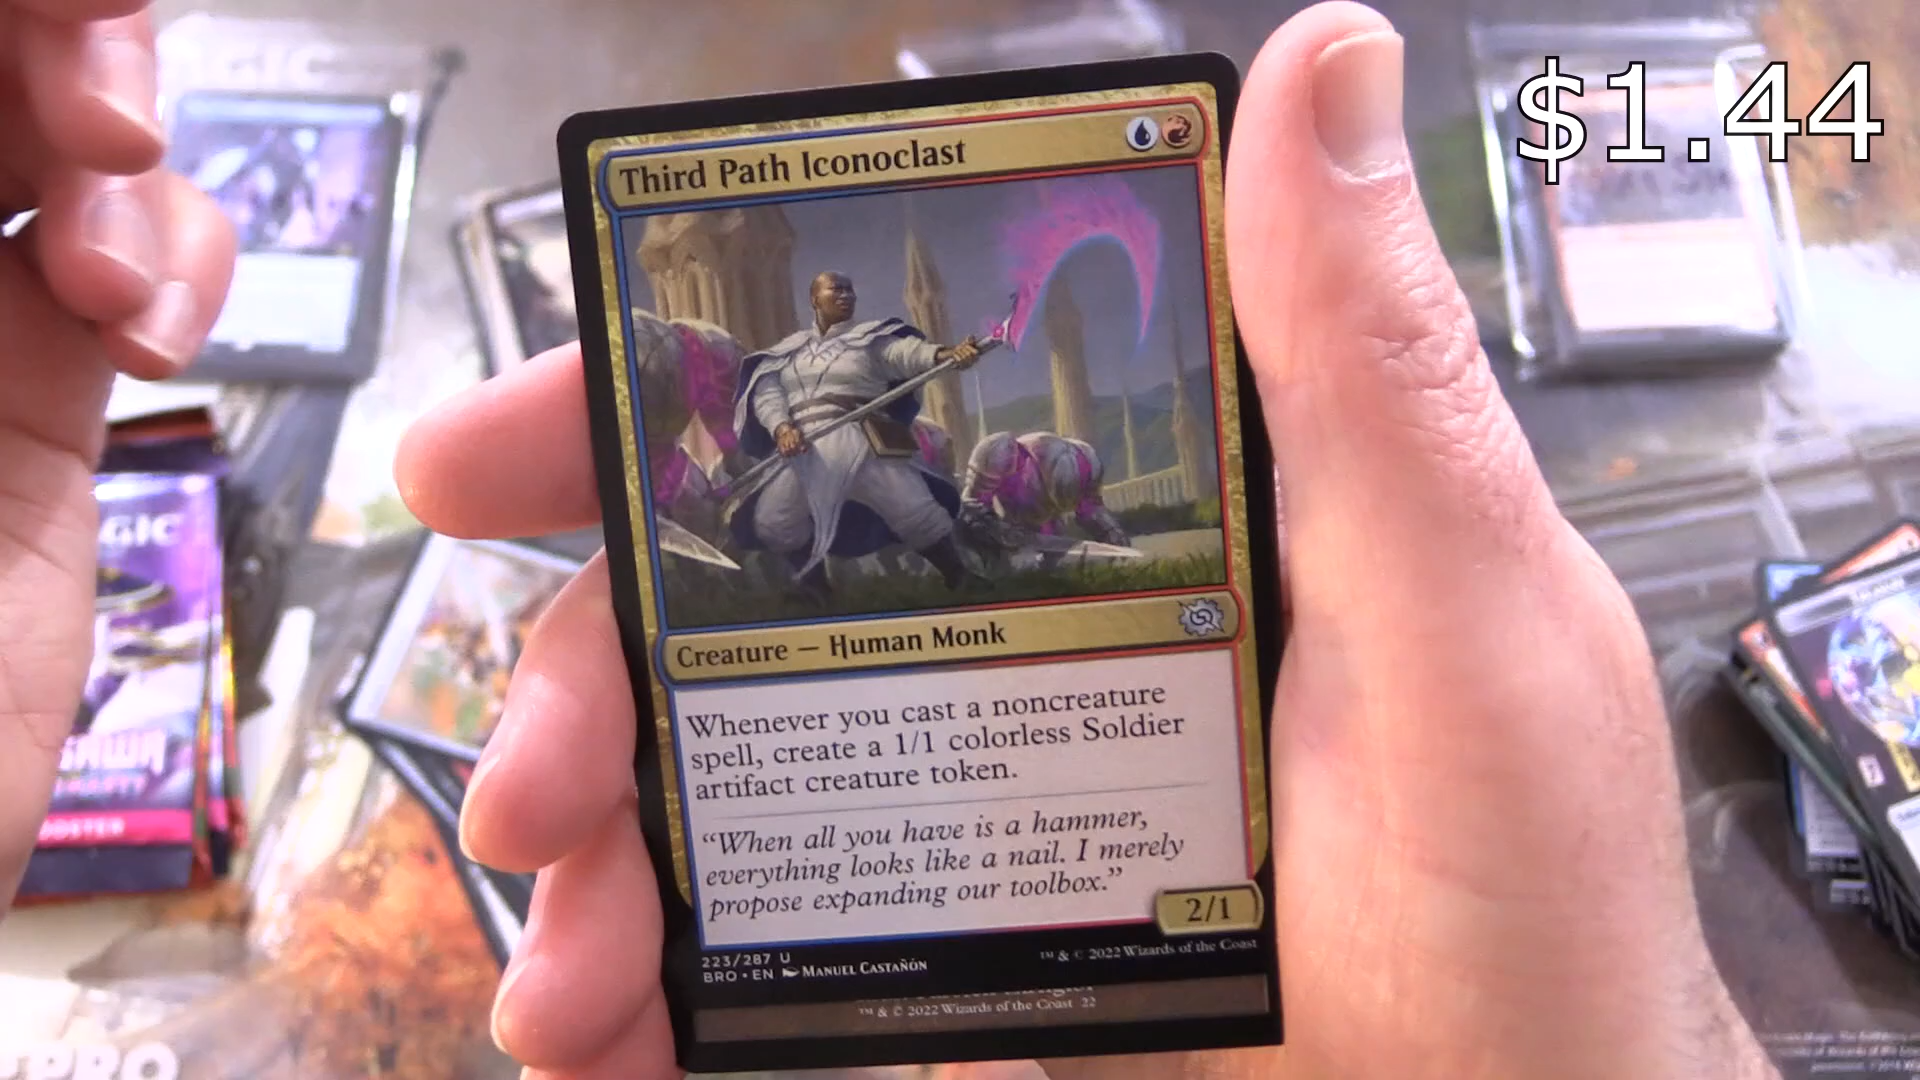 $1.44
Third Path Iconoclast
Creature — Human Monk
Whenever you cast a noncreature
spell, create a 1/1 colorless Soldier
artifact creature token.
“When all you have is a hammer,
everything looks like a nail. I merely
propose expanding our toolbox.”
2/1
223/287 U
BRO • EN Manuel Castañón
™ & © 2022 Wizards of the Coast
™ & © 2022 Wizards of the Coast 22